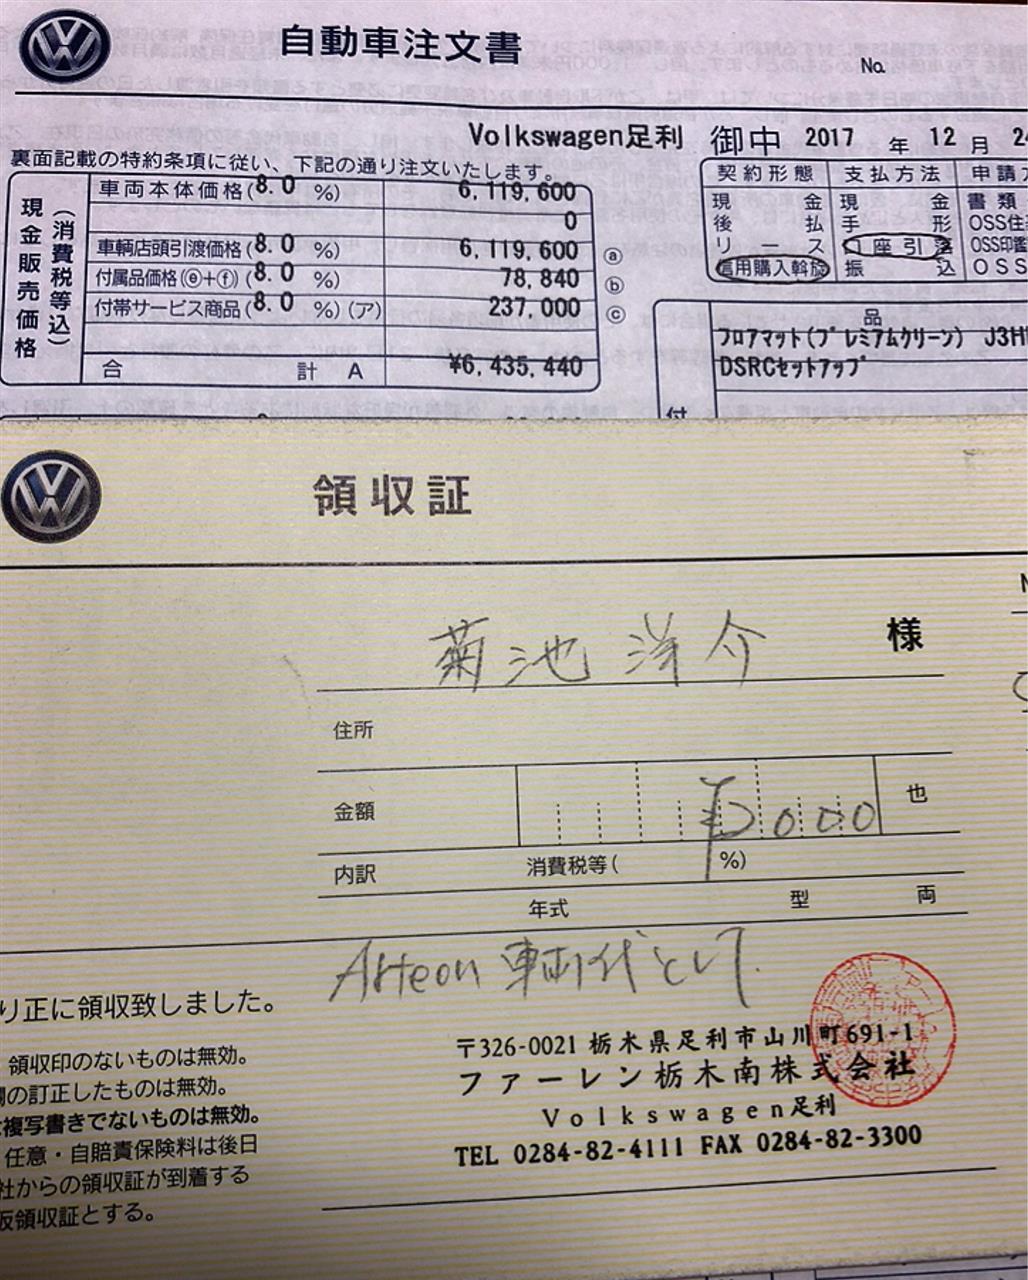 自動車注文書
No.
Volkswagen足利 御中 2017 年 12 月 2
裏面記載の特約条項に従い、下記の通り注文いたします。
現金販売価格
(消費税等込)
車両本体価格(8.0 %) 6,119,600
0
車輌店頭引渡価格(8.0 %) 6,119,600 ⓐ
付属品価格(ⓔ+ⓕ)(8.0 %) 78,840 ⓑ
付帯サービス商品(8.0 %)(ア) 237,000 ⓒ
合 計 A ¥6,435,440
契約形態 支払方法 申請
現金 現金 書類
後払 手形 OSS住
リース 口座引落 OSS印鑑
信用購入斡旋 振込 OSS
品
フロアマット(プレミアムクリーン) J3H
DSRCセットアップ
付
領収証
菊池 洋介 様
住所
金額 也
内訳 消費税等( %)
年式 型 両
Arteon 車両代として
り正に領収致しました。
領収印のないものは無効。
の訂正したものは無効。
複写書きでないものは無効。
任意・自賠責保険料は後日
社からの領収証が到着する
領収証とする。
〒326-0021 栃木県足利市山川町691-1
ファーレン栃木南株式会社
Volkswagen足利
TEL 0284-82-4111 FAX 0284-82-3300